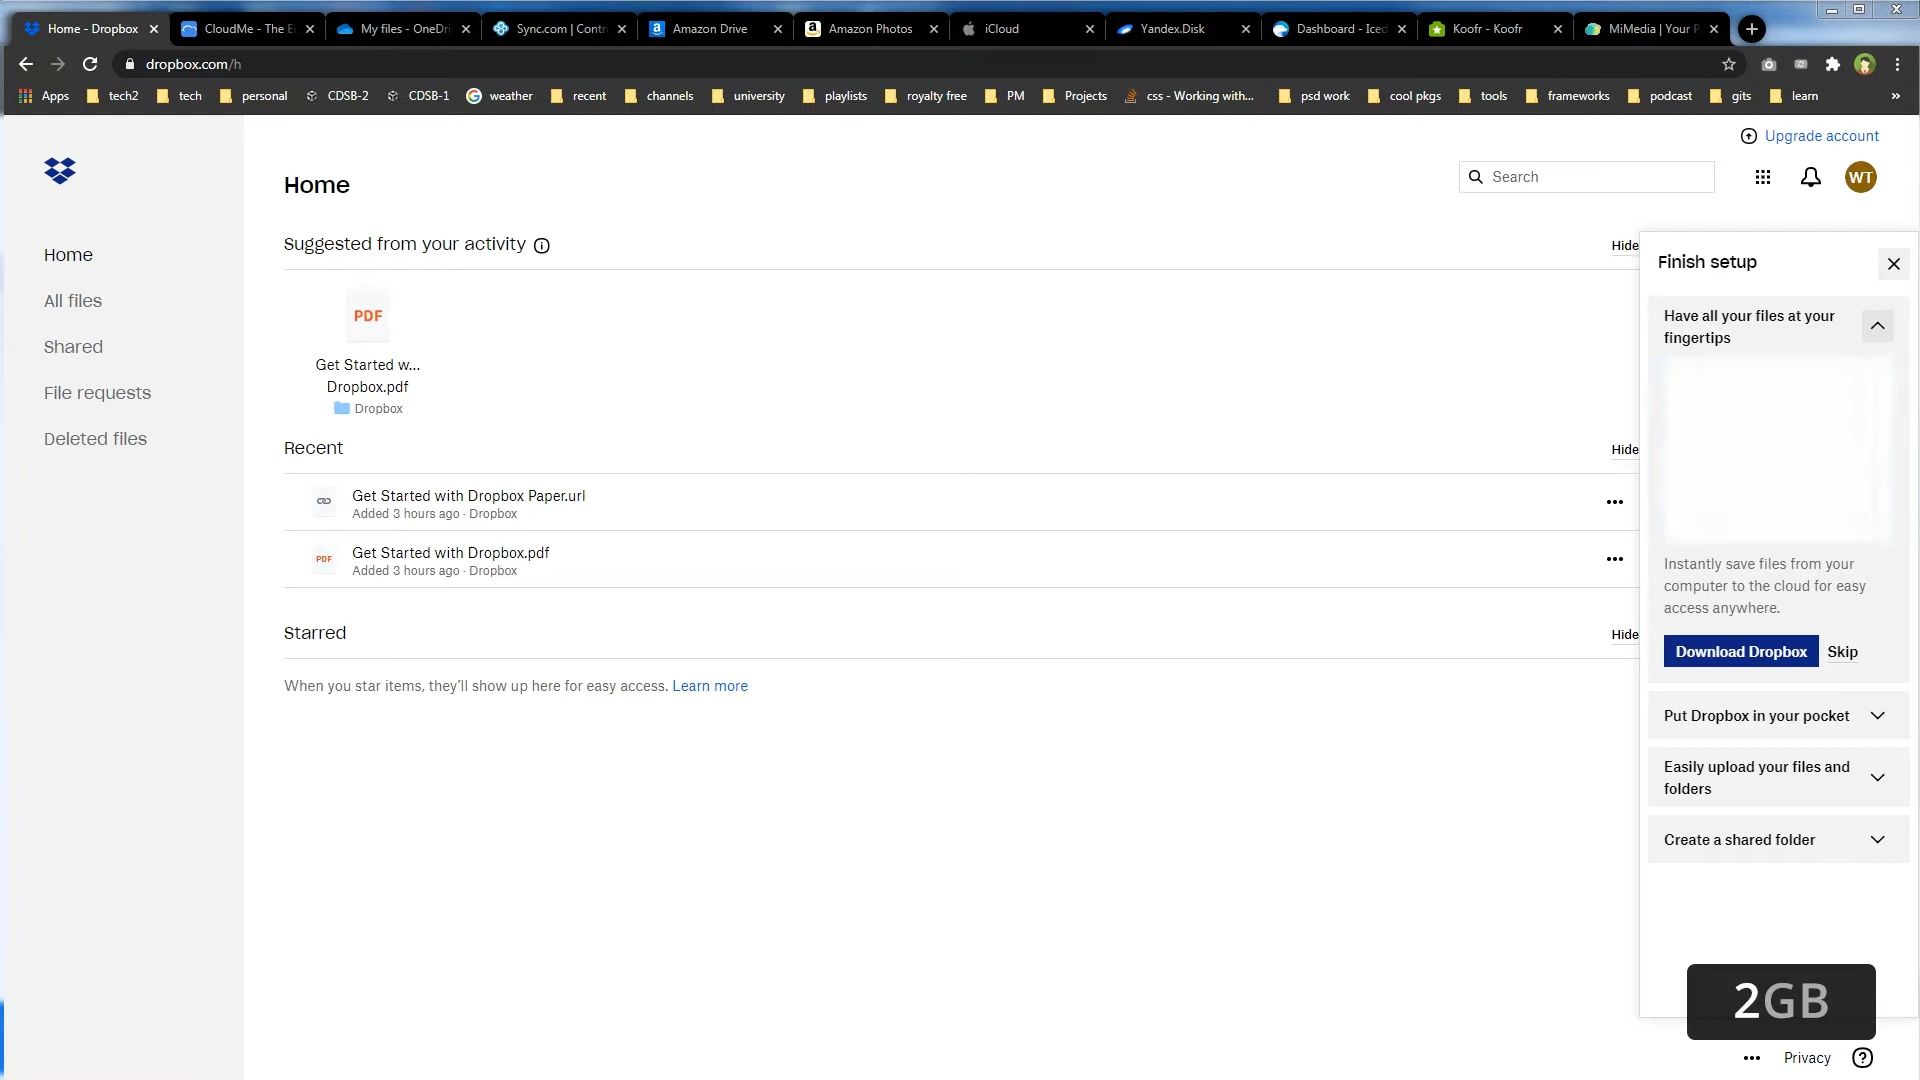 Home - Dropbox
CloudMe - The E
My files - OneDri
Sync.com | Contr
Amazon Drive
Amazon Photos
iCloud
Yandex.Disk
Dashboard - Iced
Koofr - Koofr
MiMedia | Your P
dropbox.com/h
Apps
tech2
tech
personal
CDSB-2
CDSB-1
weather
recent
channels
university
playlists
royalty free
PM
Projects
css - Working with...
psd work
cool pkgs
tools
frameworks
podcast
gits
learn
»
Upgrade account
Home
Search
WT
Home
All files
Shared
File requests
Deleted files
Suggested from your activity
Hide
PDF
Get Started w...
Dropbox.pdf
Dropbox
Recent
Hide
Get Started with Dropbox Paper.url
Added 3 hours ago · Dropbox
PDF
Get Started with Dropbox.pdf
Added 3 hours ago · Dropbox
Starred
Hide
When you star items, they’ll show up here for easy access. Learn more
Finish setup
Have all your files at your
fingertips
Instantly save files from your
computer to the cloud for easy
access anywhere.
Download Dropbox
Skip
Put Dropbox in your pocket
Easily upload your files and
folders
Create a shared folder
2GB
Privacy